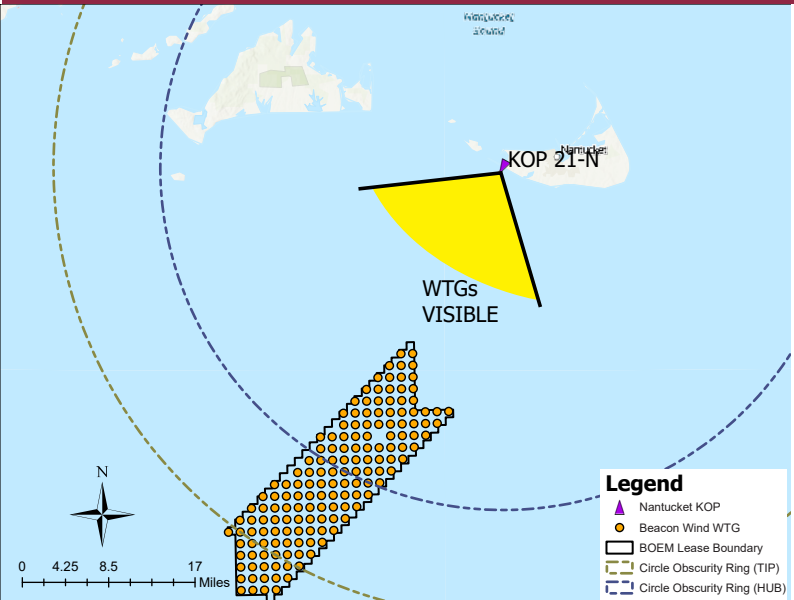 Nantucket
Sound
Nantucket
KOP 21-N
WTGs
VISIBLE
N
0 4.25 8.5 17
Miles
Legend
Nantucket KOP
Beacon Wind WTG
BOEM Lease Boundary
Circle Obscurity Ring (TIP)
Circle Obscurity Ring (HUB)